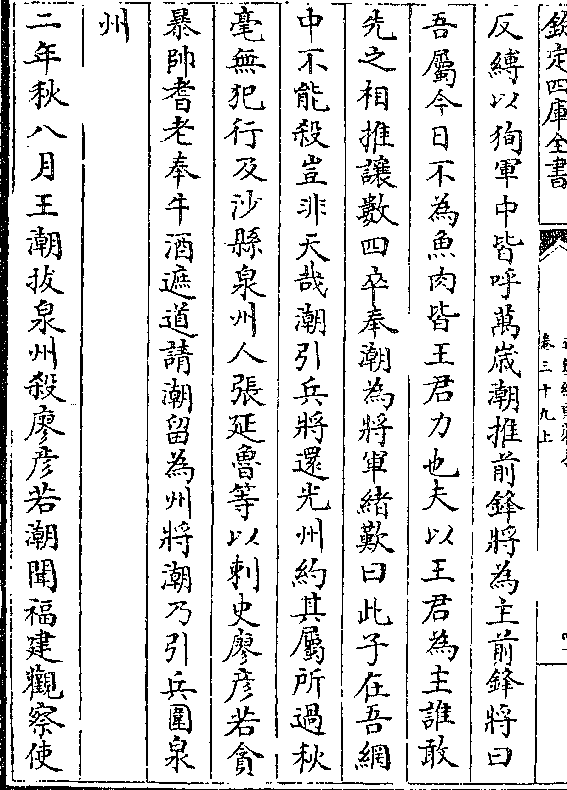 欽定四庫全書
卷三十九上
反縛以狥軍中皆呼萬歳潮推前鋒將為主前鋒將曰
吾屬今日不為魚肉皆王君力也夫以王君為主誰敢
先之相推讓數四卒奉潮為將軍緒歎曰此子在吾網
中不能殺豈非天哉潮引兵將還光州約其屬所過秋
毫無犯行及沙縣泉州人張延魯等以刺史廖彦若貪
暴帥耆老奉牛酒遮道請潮留為州將潮乃引兵圍泉
州
二年秋八月王潮拔泉州殺廖彦若潮聞福建觀察使